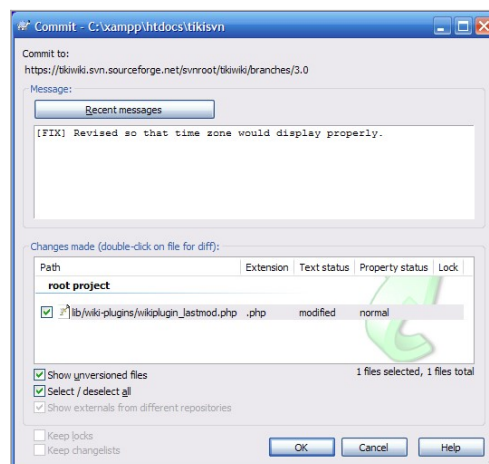 Commit - C:\xampp\htdocs\tikisvn
Commit to:
https://tikiwiki.svn.sourceforge.net/svnroot/tikiwiki/branches/3.0
Message:
Recent messages
[FIX] Revised so that time zone would display properly.
Changes made (double-click on file for diff):
Path Extension Text status Property status Lock
root project
lib/wiki-plugins/wikiplugin_lastmod.php .php modified normal
Show unversioned files 1 files selected, 1 files total
Select / deselect all
Show externals from different repositories
Keep locks
Keep changelists
OK Cancel Help